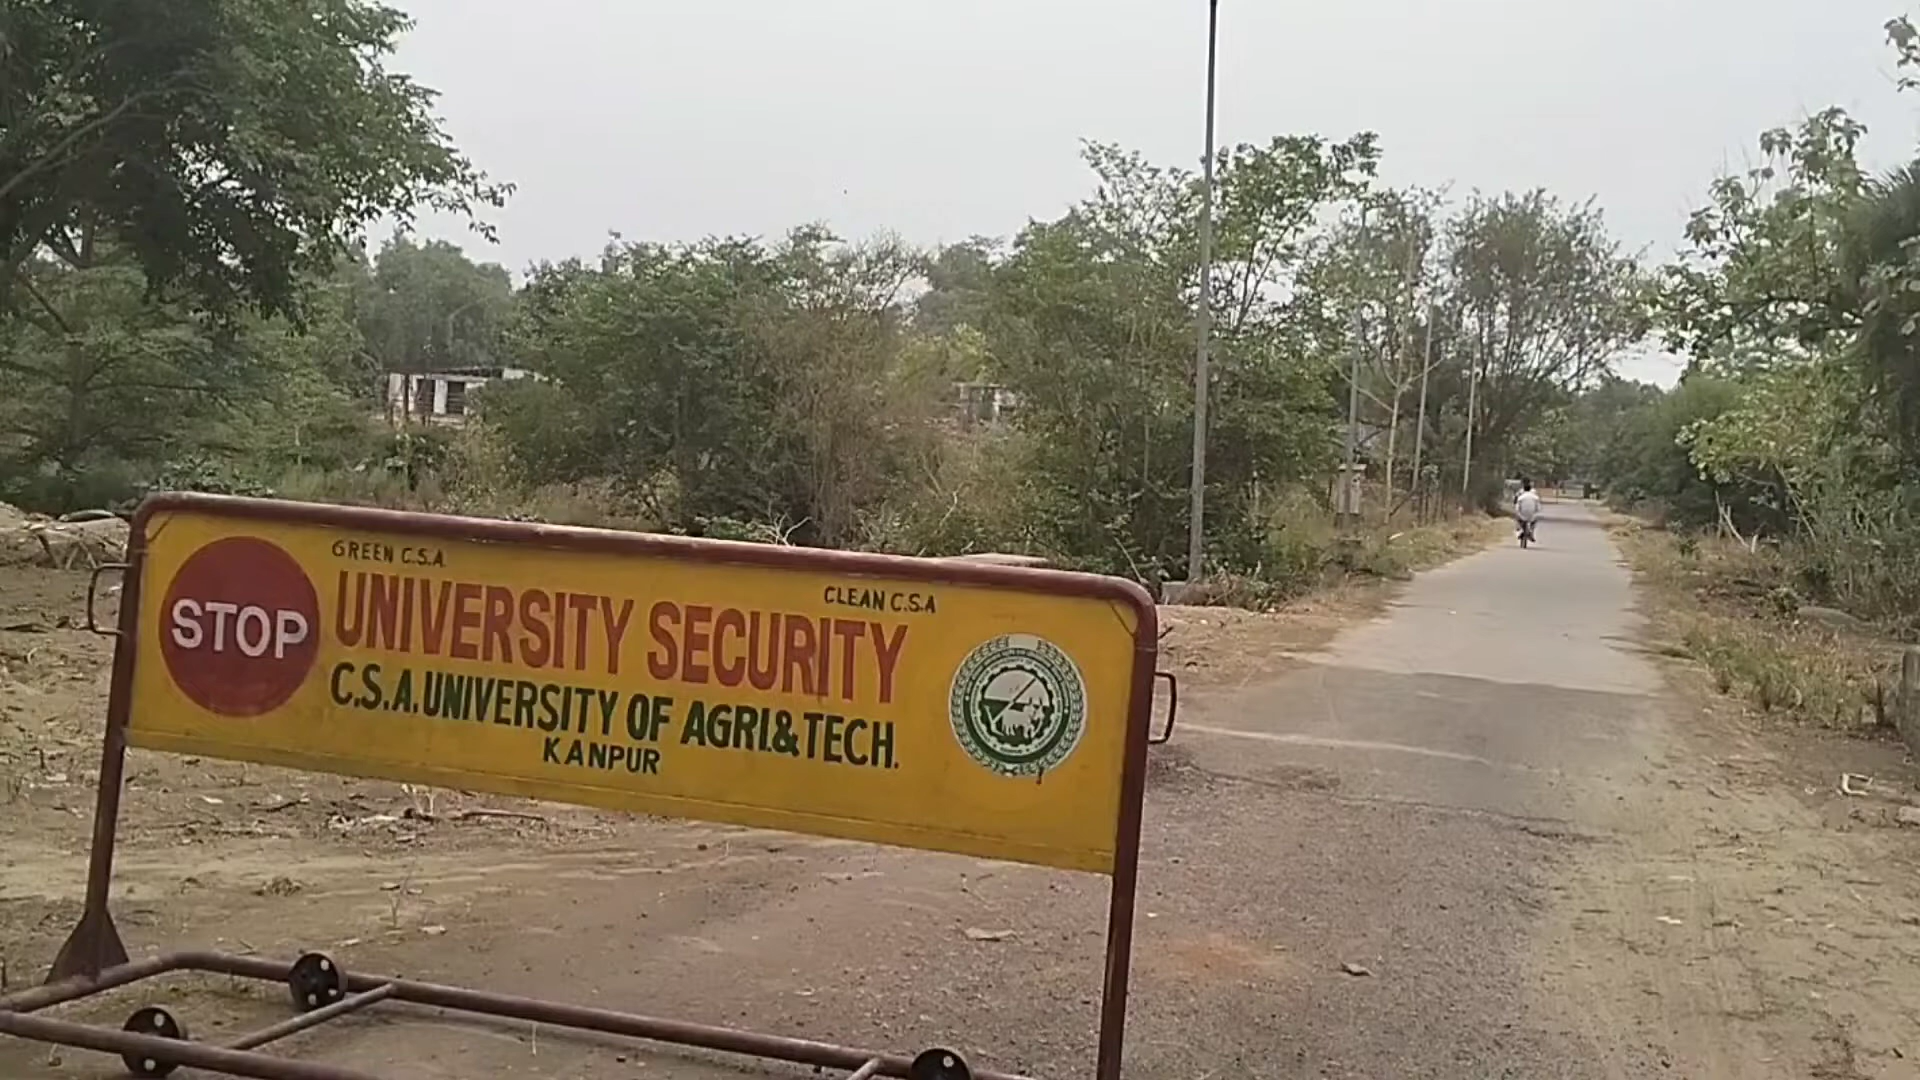 GREEN C.S.A.
CLEAN C.S.A
STOP
UNIVERSITY SECURITY
C.S.A.UNIVERSITY OF AGRI.&TECH.
KANPUR